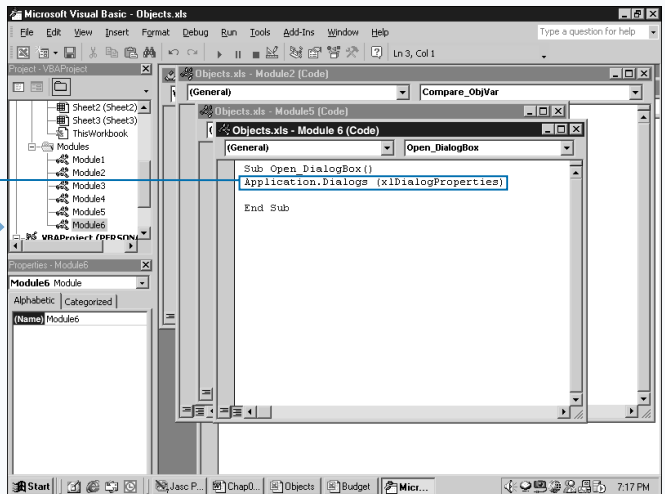 Microsoft Visual Basic - Objects.xls
File Edit View Insert Format Debug Run Tools Add-Ins Window Help
Type a question for help
Ln 3, Col 1
Project - VBAProject
Sheet2 (Sheet2)
Sheet3 (Sheet3)
ThisWorkbook
Modules
Module1
Module2
Module3
Module4
Module5
Module6
VBAProject (PERSONA
Properties - Module6
Module6 Module
Alphabetic Categorized
(Name) Module6
Objects.xls - Module2 (Code)
(General) Compare_ObjVar
Objects.xls - Module5 (Code)
Objects.xls - Module 6 (Code)
(General) Open_DialogBox
Sub Open_DialogBox()
Application.Dialogs (xlDialogProperties)
End Sub
Start Jasc P... Chap0... Objects Budget Micr... 7:17 PM